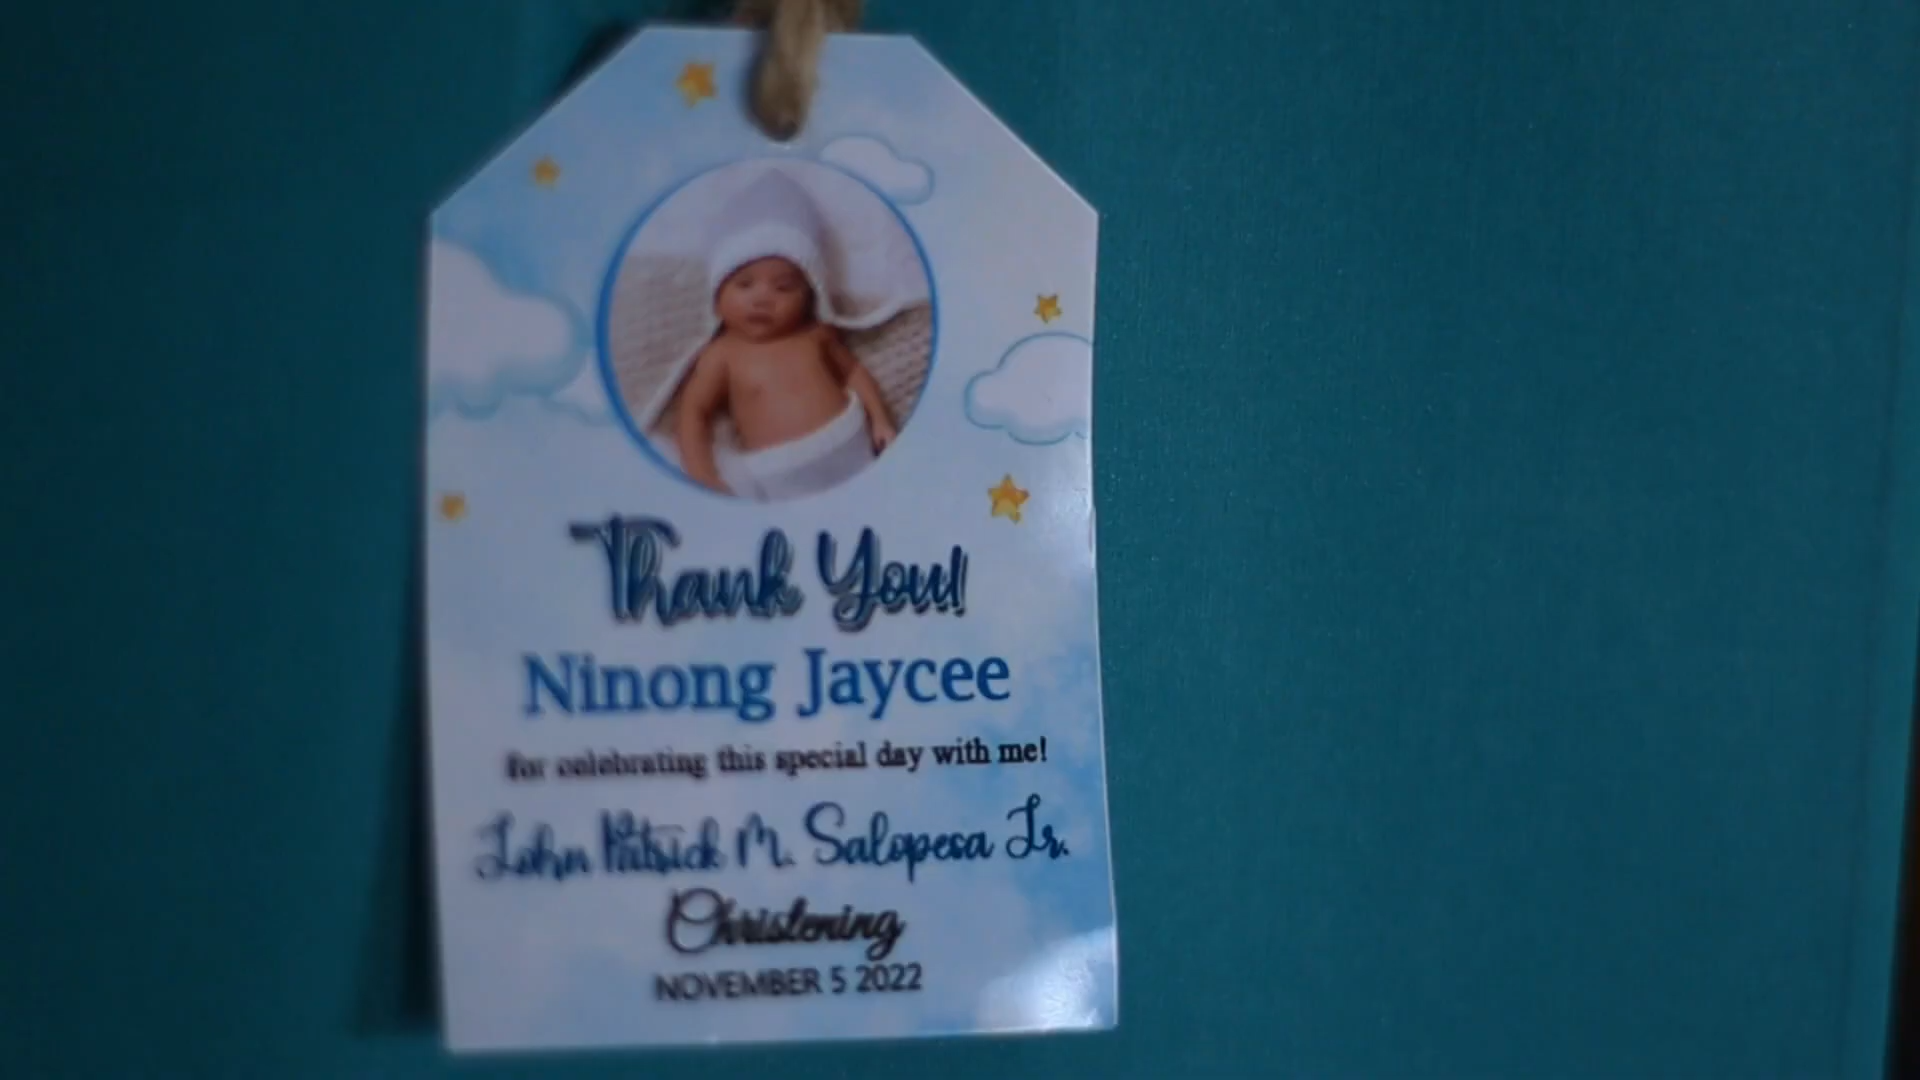 Thank You!
Ninong Jaycee
for celebrating this special day with me!
John Patrick M. Salopesa Jr.
Christening
NOVEMBER 5 2022